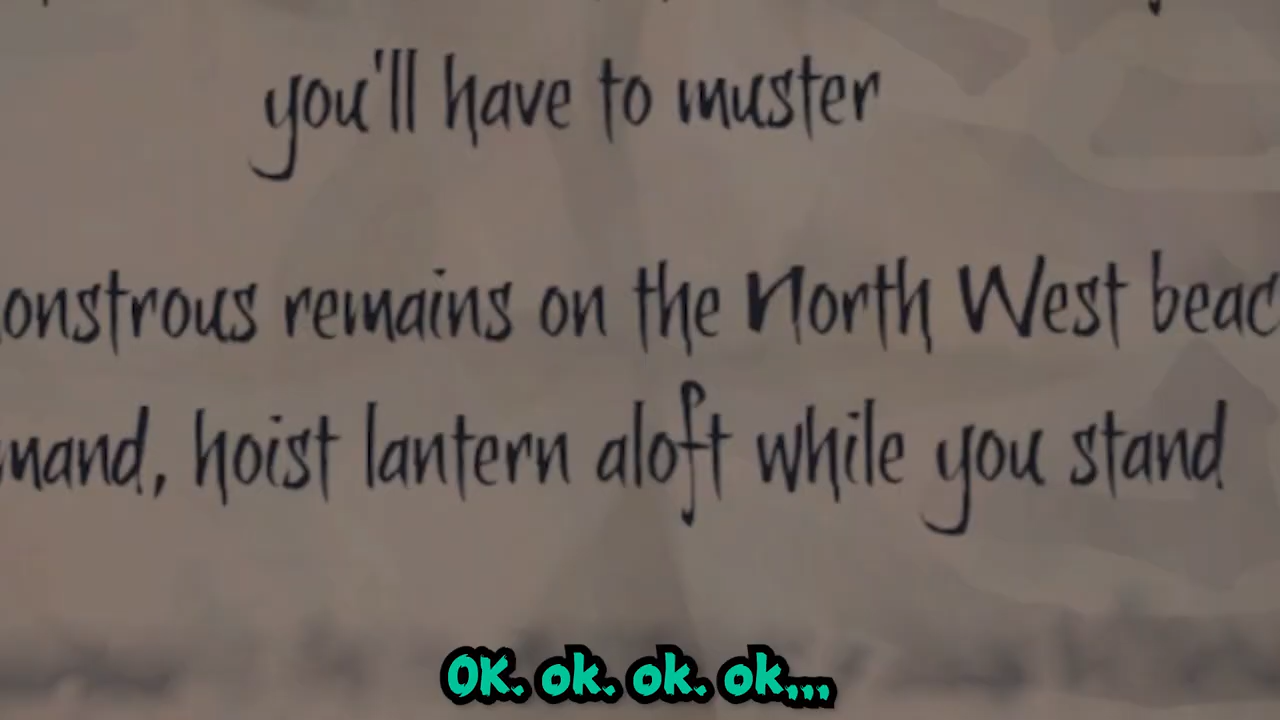 you'll have to muster
onstrous remains on the North West beac
mand, hoist lantern aloft while you stand
OK. ok. ok. ok,,,